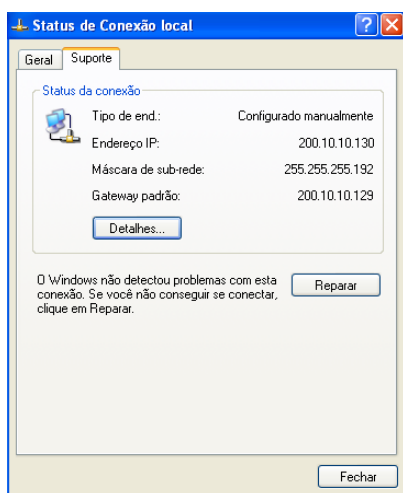 Status de Conexão local
Geral Suporte
Status da conexão
Tipo de end.: Configurado manualmente
Endereço IP: 200.10.10.130
Máscara de sub-rede: 255.255.255.192
Gateway padrão: 200.10.10.129
Detalhes...
O Windows não detectou problemas com esta
conexão. Se você não conseguir se conectar,
clique em Reparar.
Reparar
Fechar